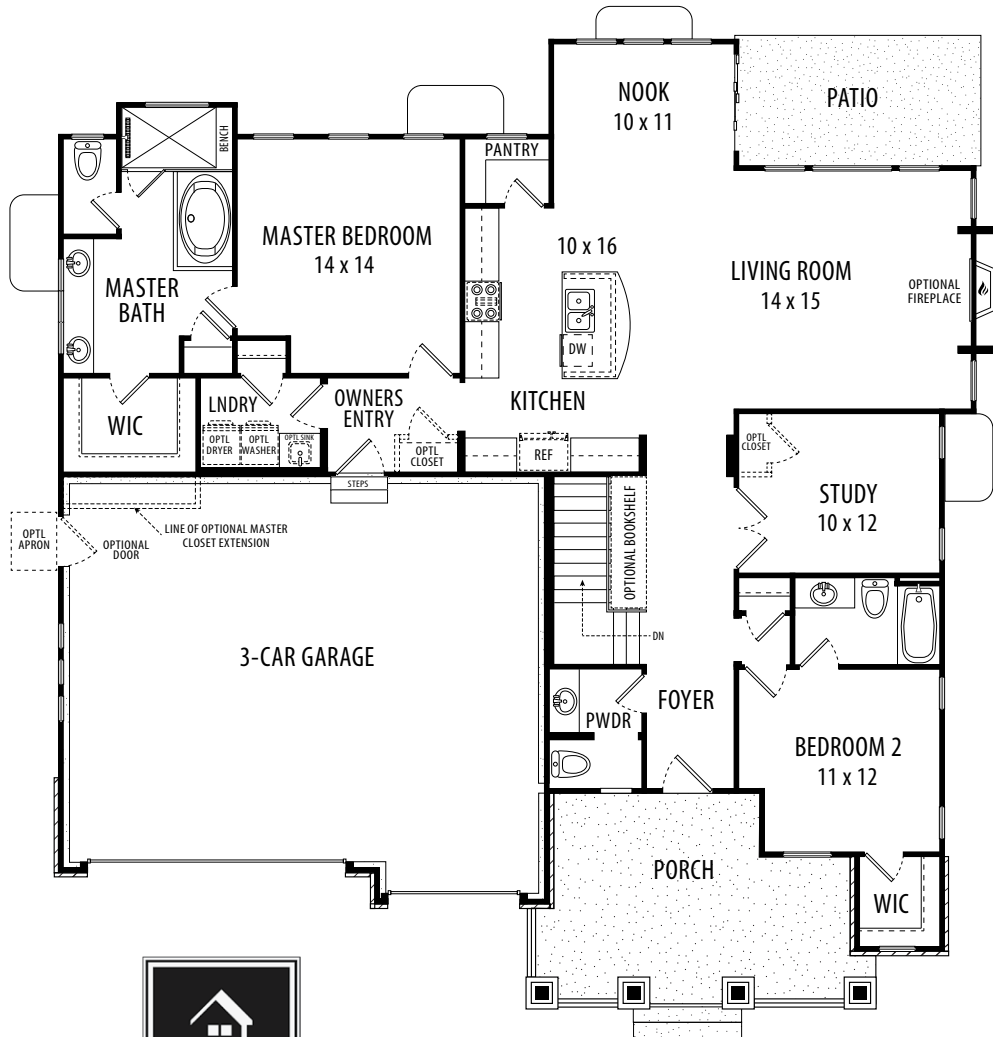 NOOK
10 x 11
PATIO
BENCH
PANTRY
MASTER BEDROOM
14 x 14
10 x 16
LIVING ROOM
14 x 15
OPTIONAL
FIREPLACE
MASTER
BATH
DW
WIC
LNDRY
OPTL
DRYER
OPTL
WASHER
OPTL SINK
OWNERS
ENTRY
OPTL
CLOSET
KITCHEN
REF
OPTL
CLOSET
STUDY
10 x 12
STEPS
OPTL
APRON
OPTIONAL
DOOR
LINE OF OPTIONAL MASTER
CLOSET EXTENSION
OPTIONAL BOOKSHELF
DN
3-CAR GARAGE
PWDR
FOYER
BEDROOM 2
11 x 12
PORCH
WIC